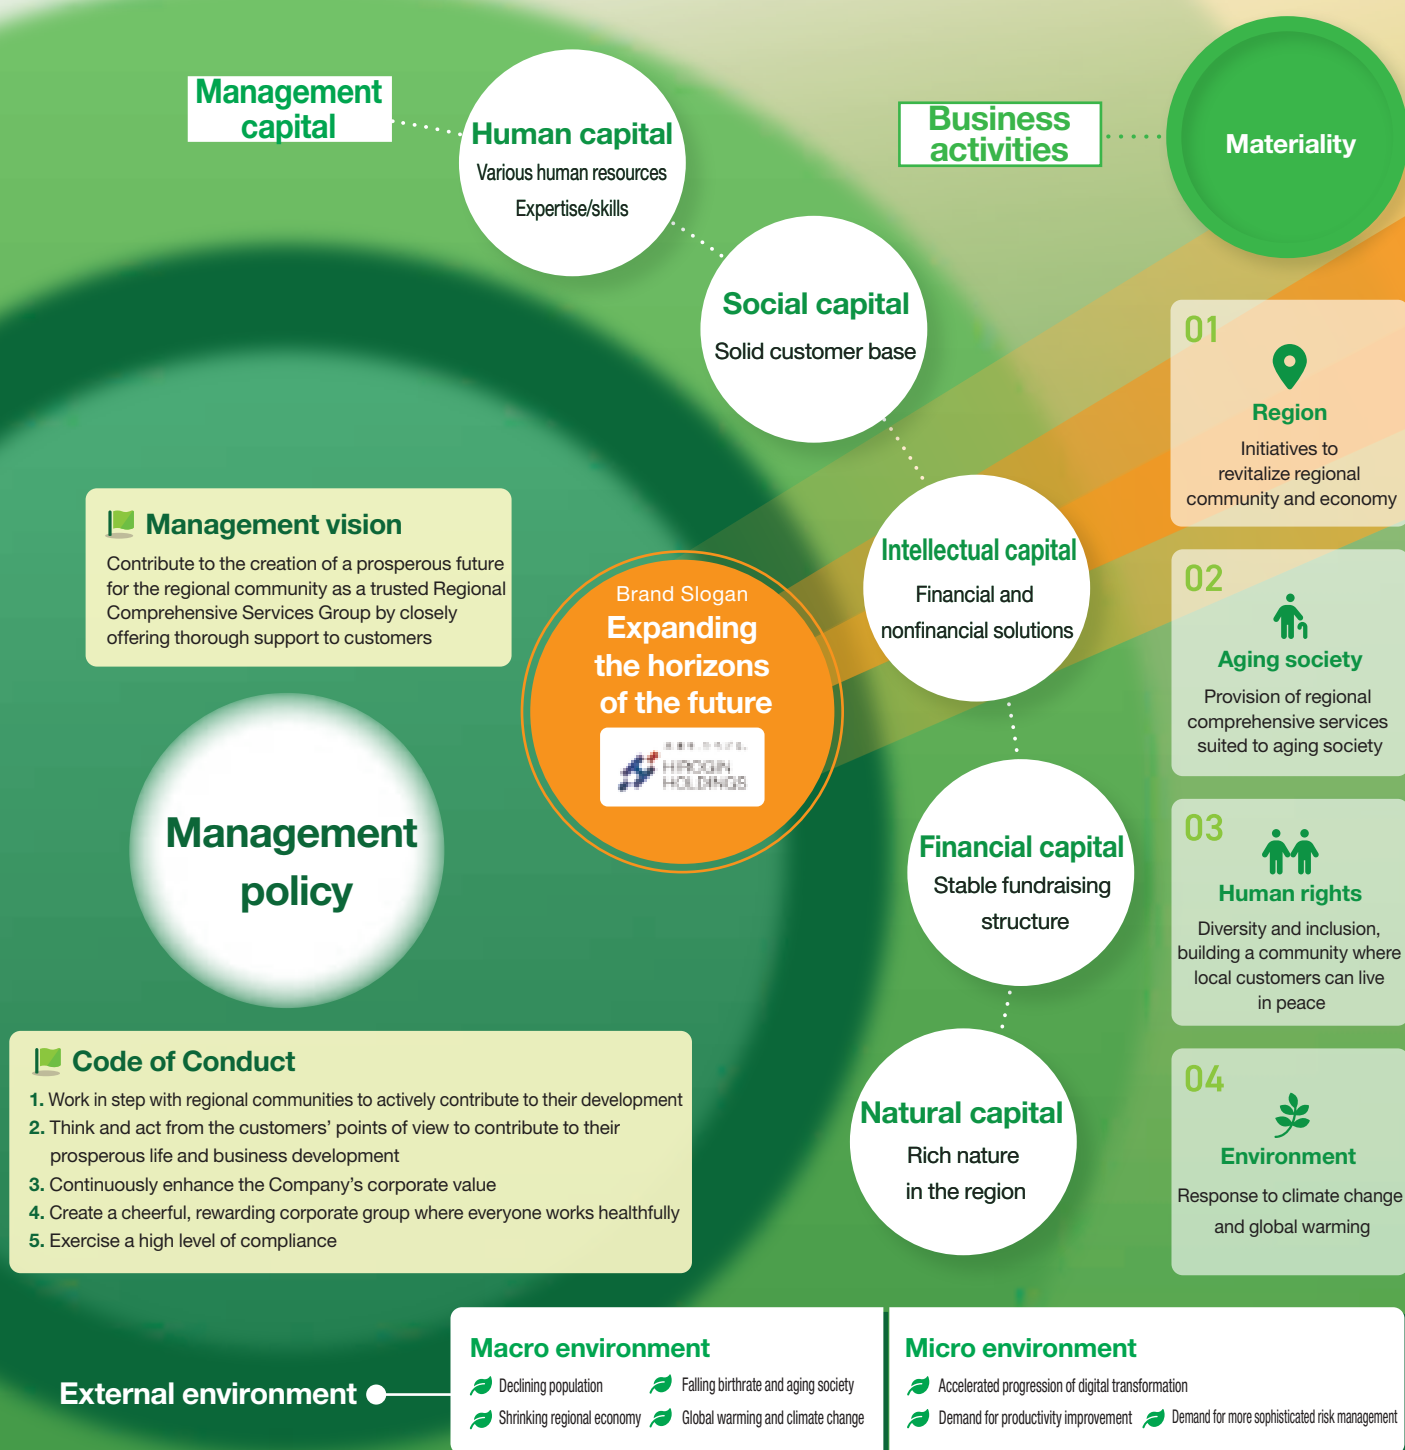 Management
capital
Human capital
Various human resources
Expertise/skills
Business
activities
Materiality
Social capital
Solid customer base
01
Region
Initiatives to
revitalize regional
community and economy
Management vision
Contribute to the creation of a prosperous future
for the regional community as a trusted Regional
Comprehensive Services Group by closely
offering thorough support to customers
Intellectual capital
Financial and
nonfinancial solutions
Brand Slogan
Expanding
the horizons
of the future
HIROGIN
HOLDINGS
02
Aging society
Provision of regional
comprehensive services
suited to aging society
Management
policy
Financial capital
Stable fundraising
structure
03
Human rights
Diversity and inclusion,
building a community where
local customers can live
in peace
Code of Conduct
1. Work in step with regional communities to actively contribute to their development
2. Think and act from the customers’ points of view to contribute to their
prosperous life and business development
3. Continuously enhance the Company’s corporate value
4. Create a cheerful, rewarding corporate group where everyone works healthfully
5. Exercise a high level of compliance
Natural capital
Rich nature
in the region
04
Environment
Response to climate change
and global warming
External environment
Macro environment
Declining population
Falling birthrate and aging society
Shrinking regional economy
Global warming and climate change
Micro environment
Accelerated progression of digital transformation
Demand for productivity improvement
Demand for more sophisticated risk management